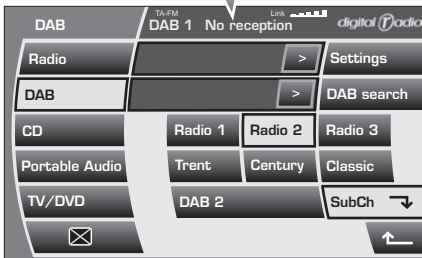 DAB
TA-FM
DAB 1 No reception
Link
digital Radio
Radio
>
Settings
DAB
>
DAB search
CD
Radio 1
Radio 2
Radio 3
Portable Audio
Trent
Century
Classic
TV/DVD
DAB 2
SubCh